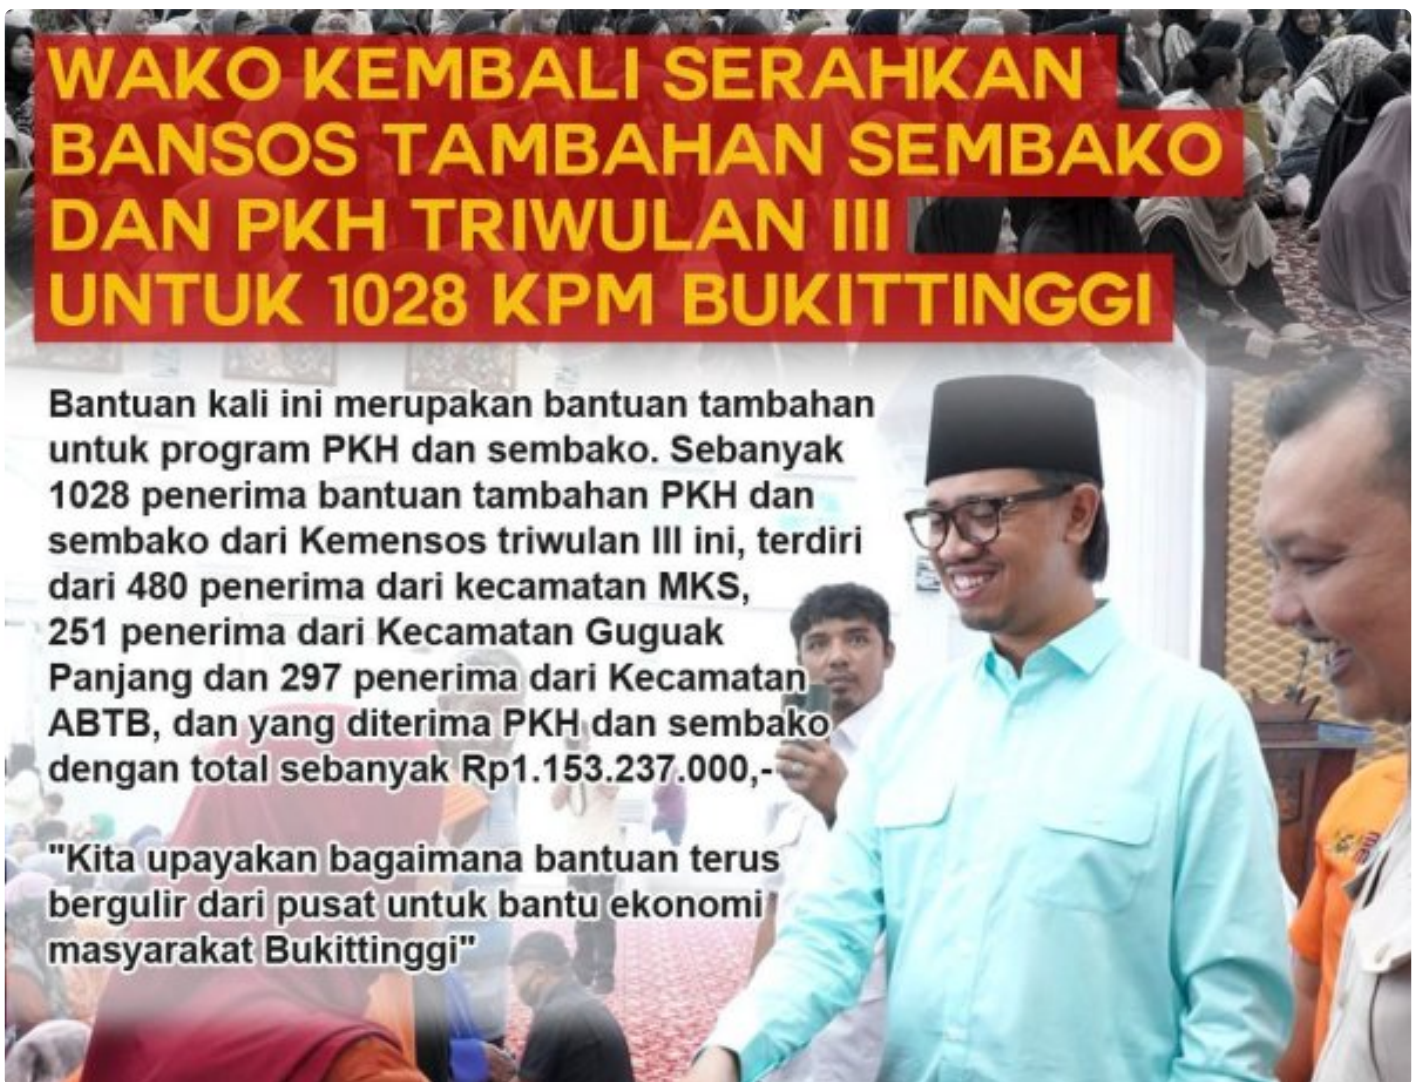 WAKO KEMBALI SERAHKAN
BANSOS TAMBAHAN SEMBAKO
DAN PKH TRIWULAN III
UNTUK 1028 KPM BUKITTINGGI
Bantuan kali ini merupakan bantuan tambahan
untuk program PKH dan sembako. Sebanyak
1028 penerima bantuan tambahan PKH dan
sembako dari Kemensos triwulan III ini, terdiri
dari 480 penerima dari kecamatan MKS,
251 penerima dari Kecamatan Guguak
Panjang dan 297 penerima dari Kecamatan
ABTB, dan yang diterima PKH dan sembako
dengan total sebanyak Rp1.153.237.000,-
"Kita upayakan bagaimana bantuan terus
bergulir dari pusat untuk bantu ekonomi
masyarakat Bukittinggi"